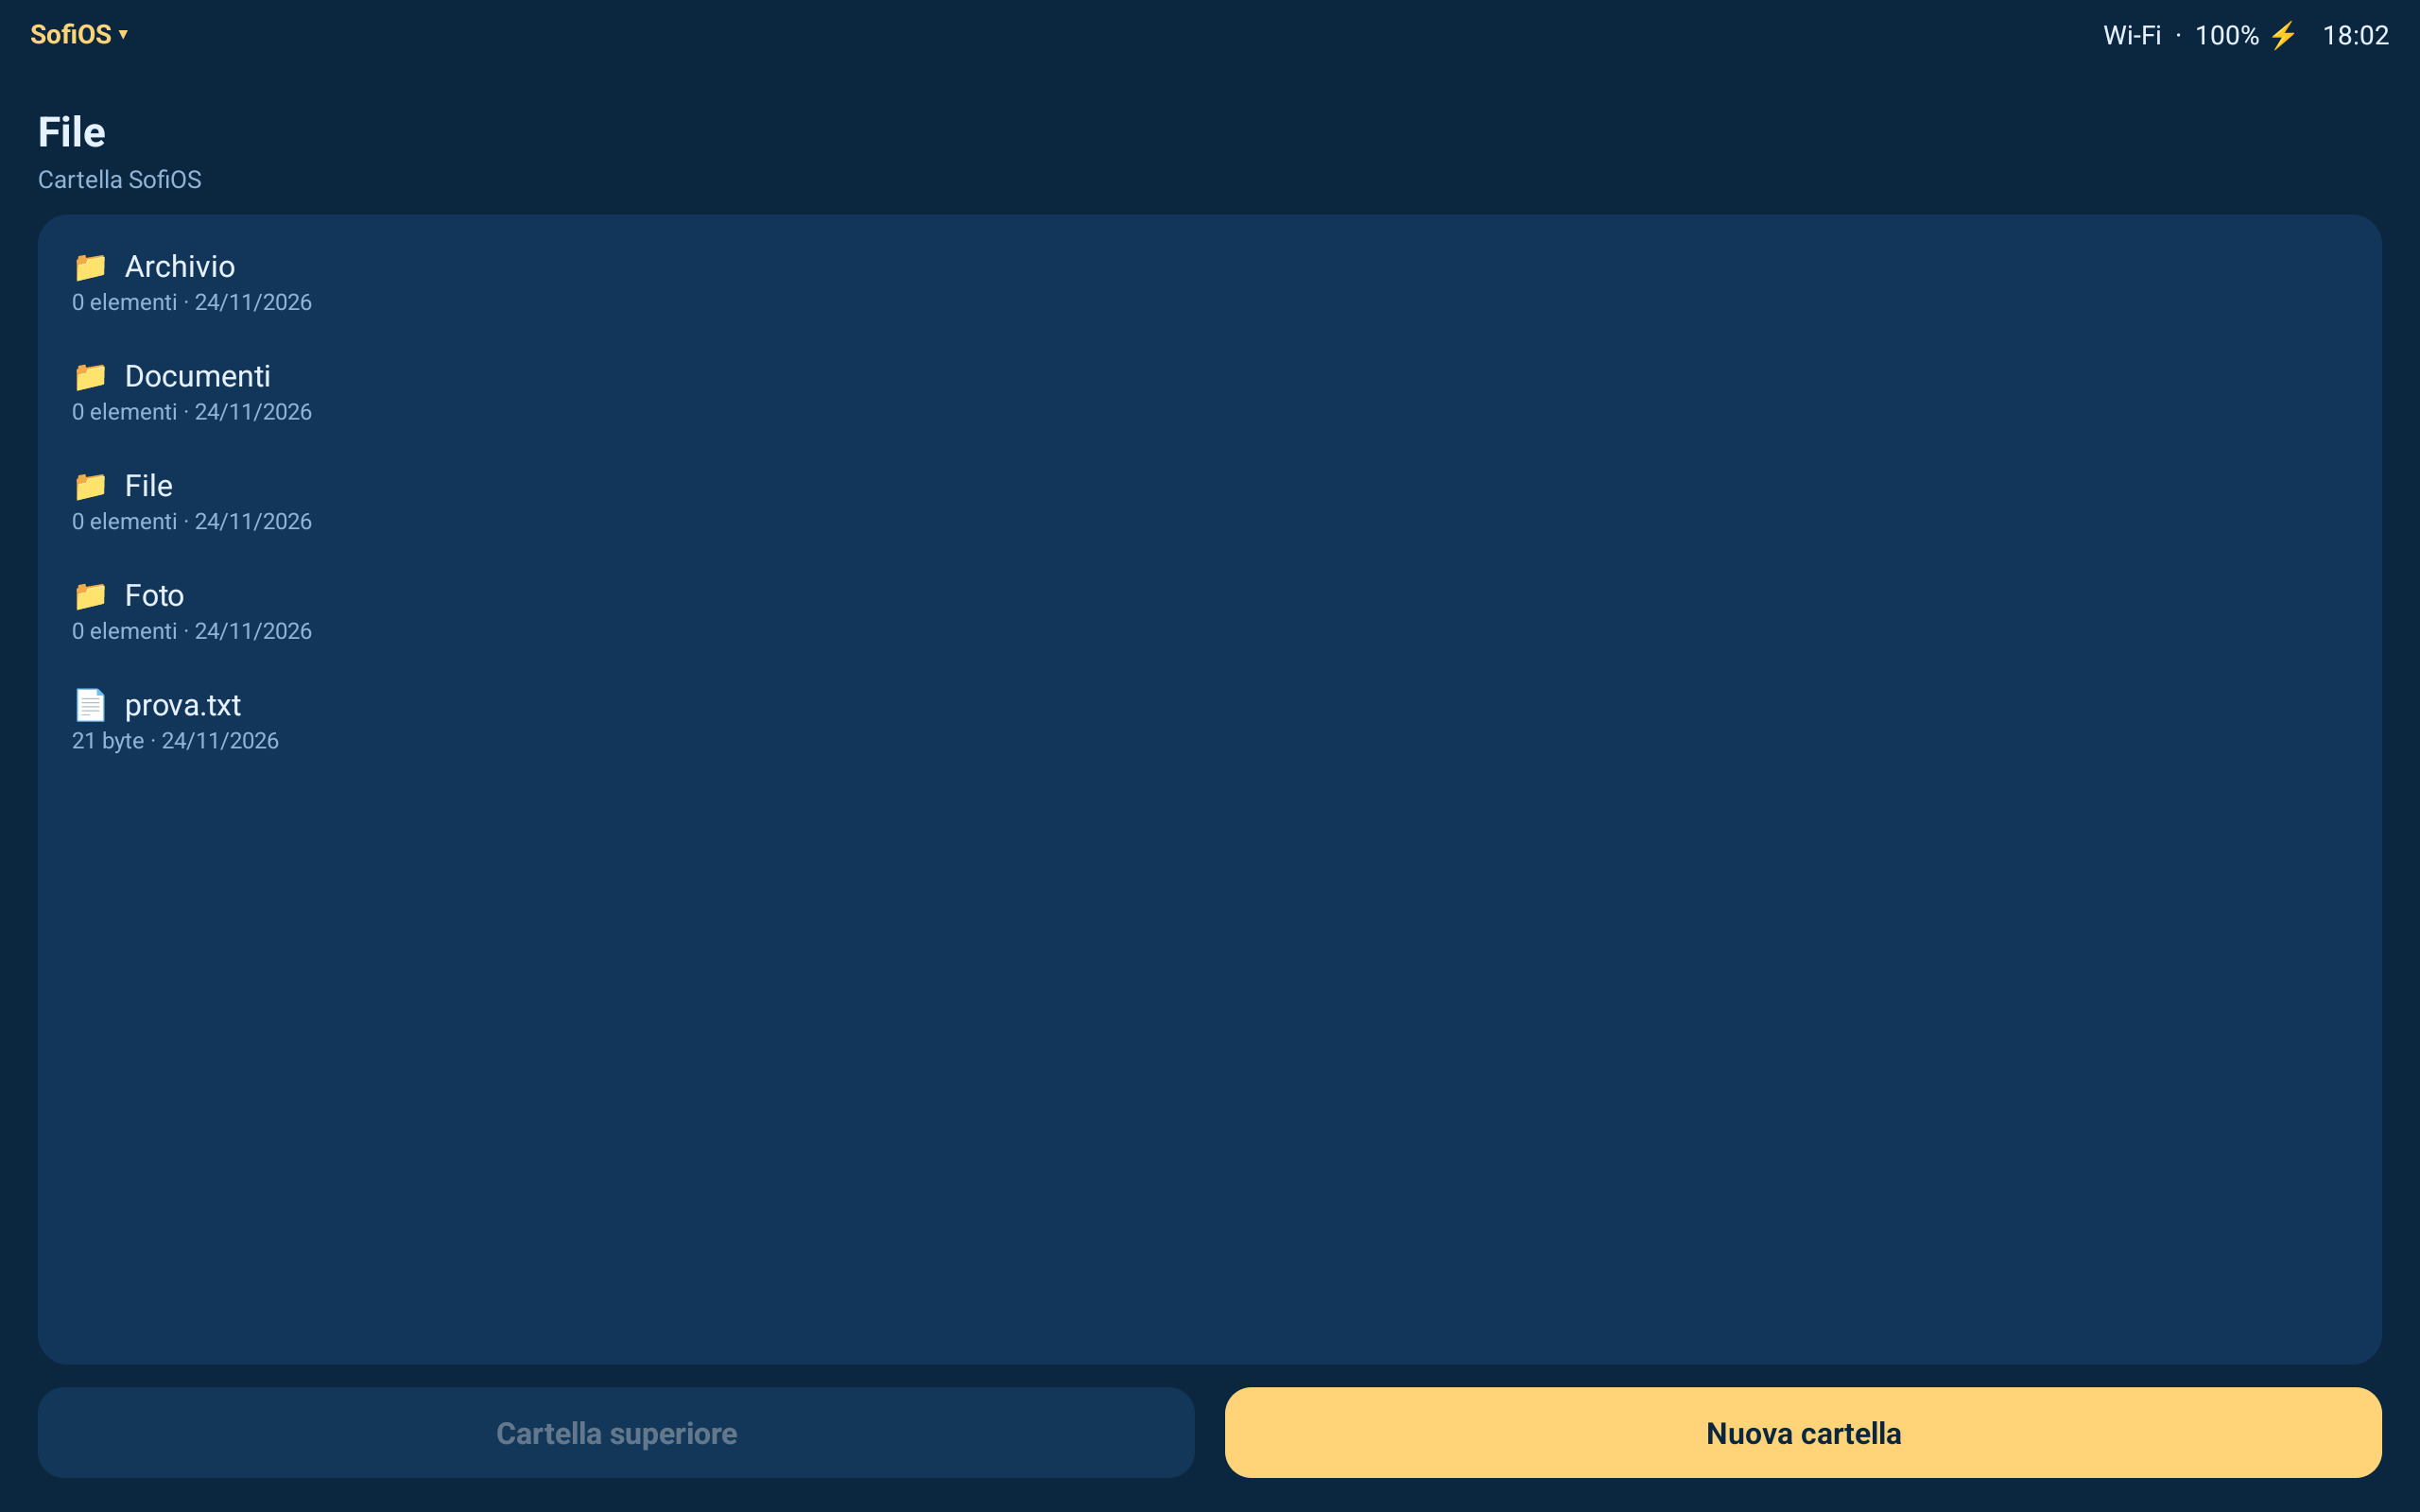 SofiOS ▾
Wi-Fi · 100% ⚡ 18:02
File
Cartella SofiOS
Archivio
0 elementi · 24/11/2026
Documenti
0 elementi · 24/11/2026
File
0 elementi · 24/11/2026
Foto
0 elementi · 24/11/2026
prova.txt
21 byte · 24/11/2026
Cartella superiore
Nuova cartella